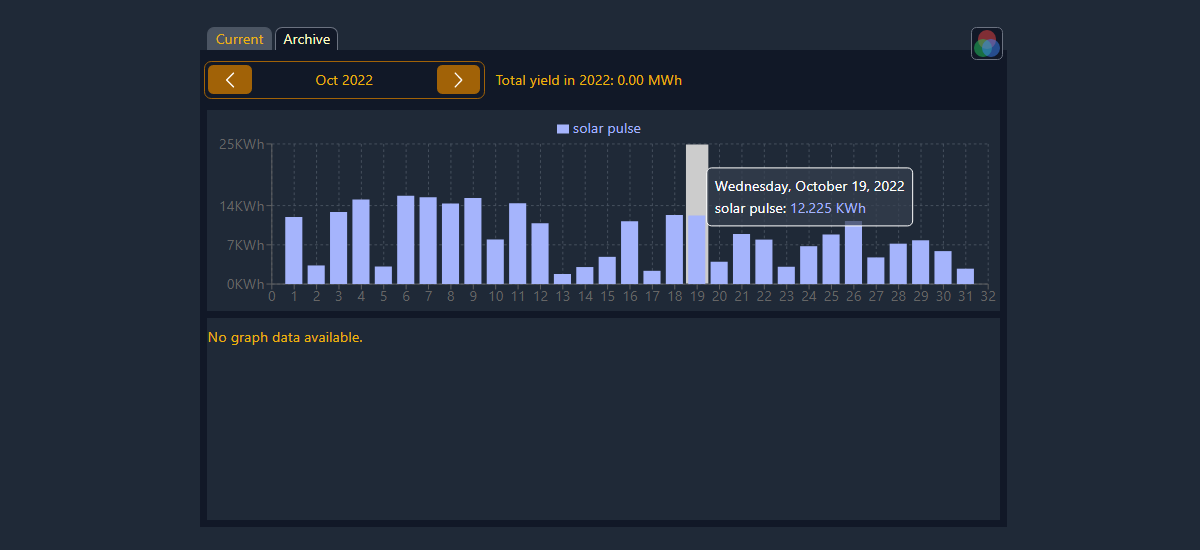 Current Archive
Oct 2022 Total yield in 2022: 0.00 MWh
solar pulse
25KWh
14KWh
7KWh
0KWh
Wednesday, October 19, 2022
solar pulse: 12.225 KWh
0 1 2 3 4 5 6 7 8 9 10 11 12 13 14 15 16 17 18 19 20 21 22 23 24 25 26 27 28 29 30 31 32
No graph data available.